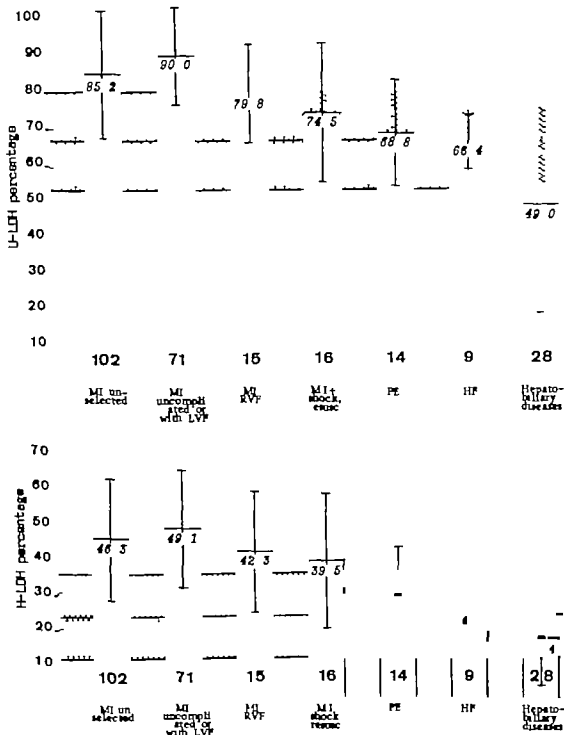 100
90
80
70
60
50
40
30
20
10
U-LDH percentage
85 2
90 0
79 8
74 5
68 8
66 4
49 0
102 71 15 16 14 9 28
MI un-
selected
MI
uncompli
ated or
with LVF
MI
RVF
MI+
shock,
PE
HF
Hepato-
biliary
diseases
70
60
50
40
30
20
10
H-LDH percentage
46 3
49 1
42 3
39 5
4
102 71 15 16 14 9 28
MI un
selected
MI
uncompli
ated or
with LVF
MI
RVF
MI
shock
PE
HF
Hepato-
biliary
diseases